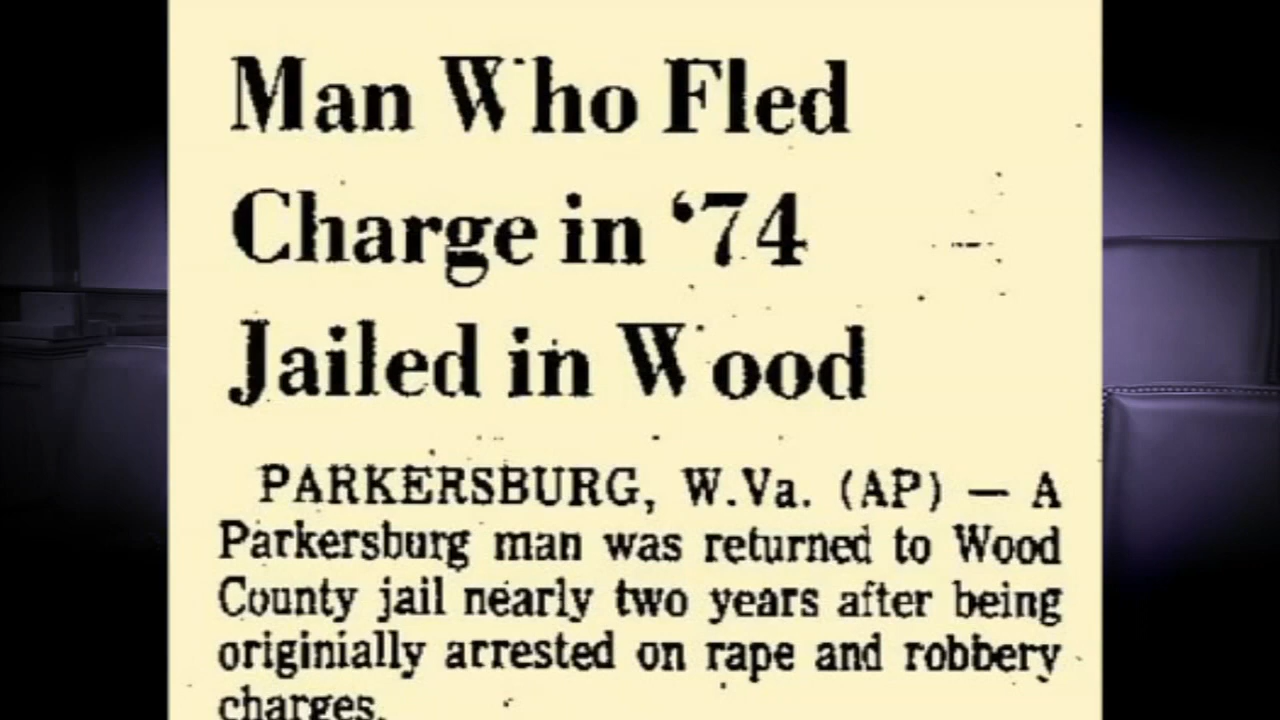 Man Who Fled
Charge in ‘74
Jailed in Wood
PARKERSBURG, W.Va. (AP) — A
Parkersburg man was returned to Wood
County jail nearly two years after being
originially arrested on rape and robbery
charges.